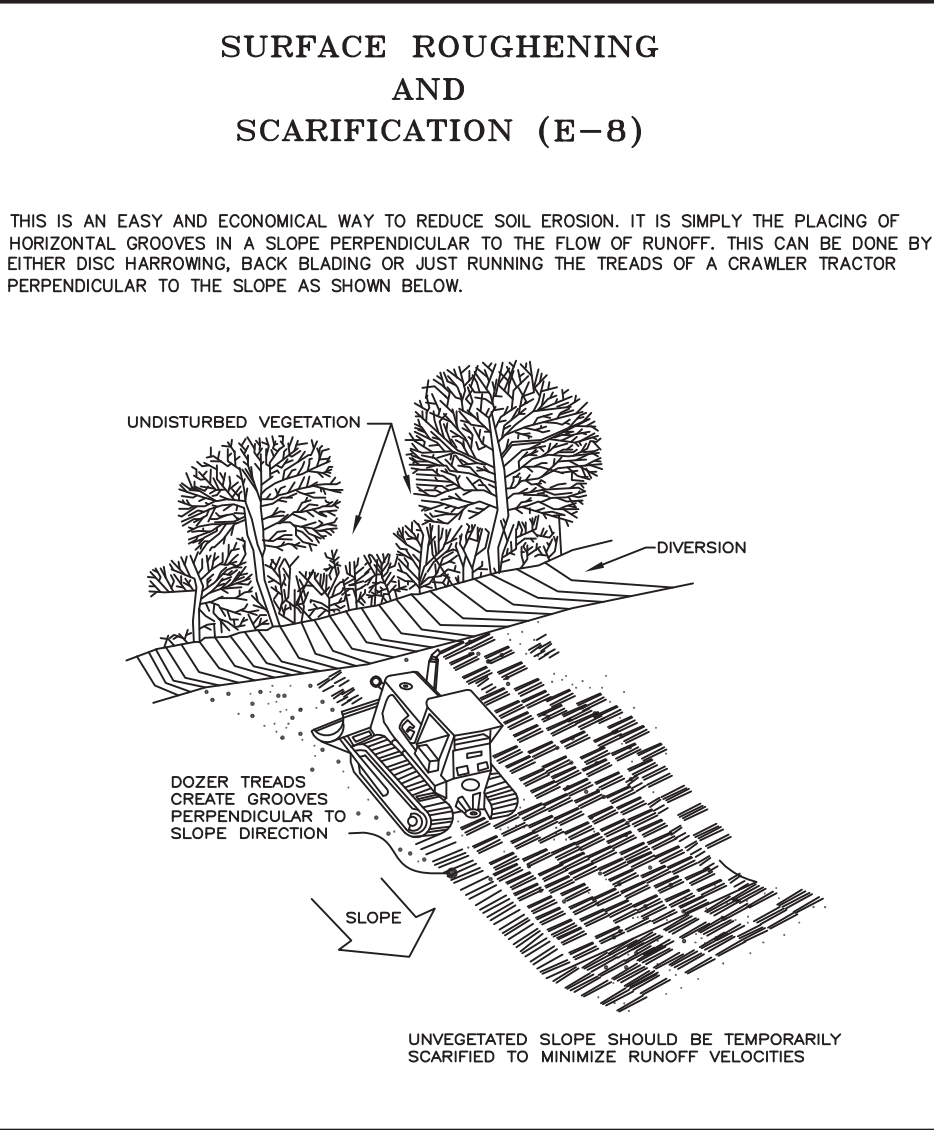 SURFACE ROUGHENING
AND
SCARIFICATION (E-8)
THIS IS AN EASY AND ECONOMICAL WAY TO REDUCE SOIL EROSION. IT IS SIMPLY THE PLACING OF
HORIZONTAL GROOVES IN A SLOPE PERPENDICULAR TO THE FLOW OF RUNOFF. THIS CAN BE DONE BY
EITHER DISC HARROWING, BACK BLADING OR JUST RUNNING THE TREADS OF A CRAWLER TRACTOR
PERPENDICULAR TO THE SLOPE AS SHOWN BELOW.
UNDISTURBED VEGETATION
DIVERSION
DOZER TREADS
CREATE GROOVES
PERPENDICULAR TO
SLOPE DIRECTION
SLOPE
UNVEGETATED SLOPE SHOULD BE TEMPORARILY
SCARIFIED TO MINIMIZE RUNOFF VELOCITIES